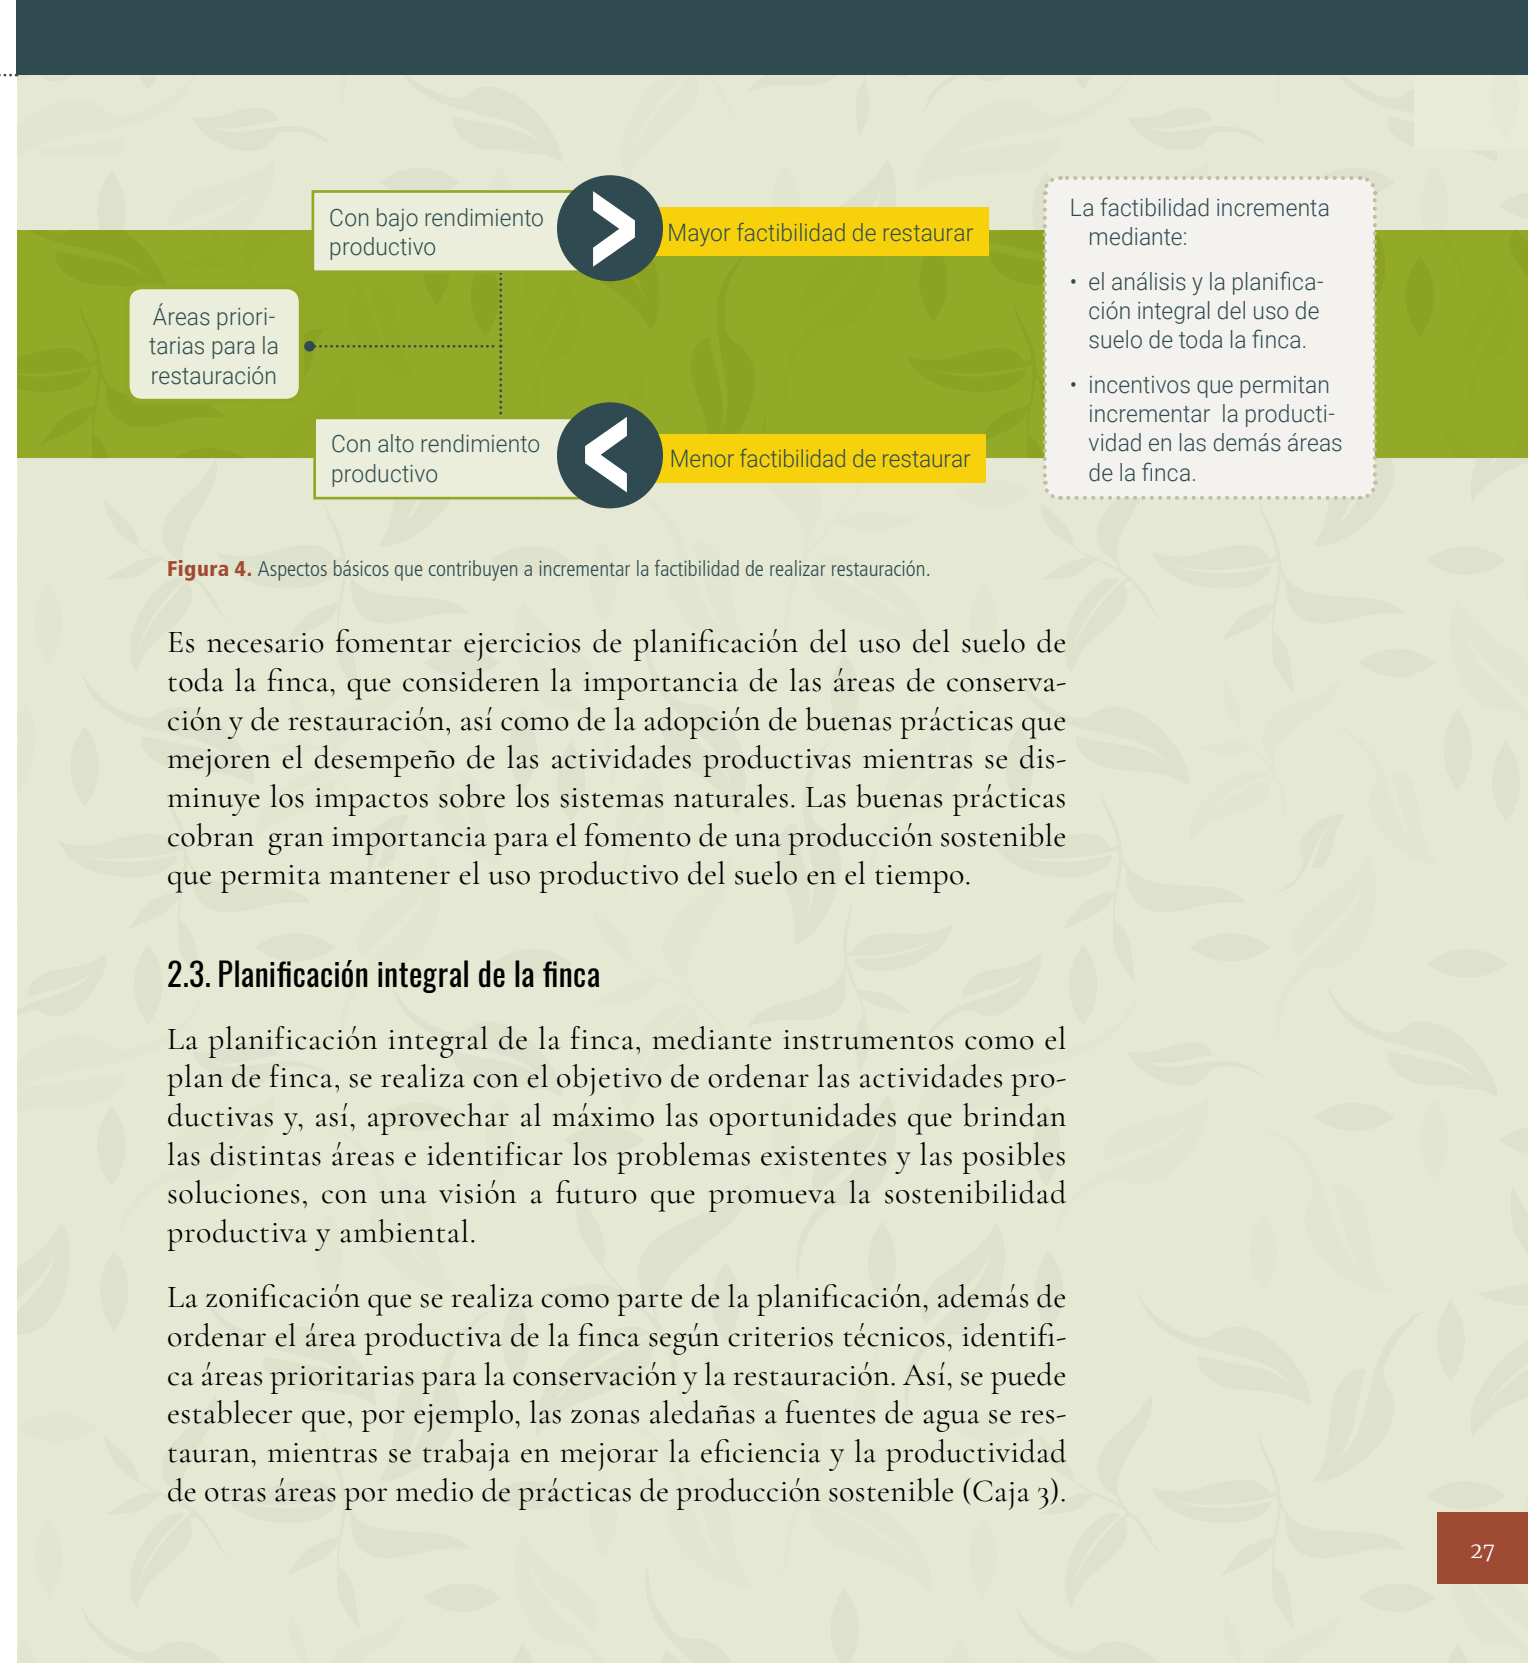 Con bajo rendimiento
productivo
Mayor factibilidad de restaurar
Áreas priori-
tarias para la
restauración
Con alto rendimiento
productivo
Menor factibilidad de restaurar
La factibilidad incrementa
mediante:
• el análisis y la planifica-
ción integral del uso de
suelo de toda la finca.
• incentivos que permitan
incrementar la producti-
vidad en las demás áreas
de la finca.
Figura 4. Aspectos básicos que contribuyen a incrementar la factibilidad de realizar restauración.
Es necesario fomentar ejercicios de planificación del uso del suelo de
toda la finca, que consideren la importancia de las áreas de conserva-
ción y de restauración, así como de la adopción de buenas prácticas que
mejoren el desempeño de las actividades productivas mientras se dis-
minuye los impactos sobre los sistemas naturales. Las buenas prácticas
cobran gran importancia para el fomento de una producción sostenible
que permita mantener el uso productivo del suelo en el tiempo.
2.3. Planificación integral de la finca
La planificación integral de la finca, mediante instrumentos como el
plan de finca, se realiza con el objetivo de ordenar las actividades pro-
ductivas y, así, aprovechar al máximo las oportunidades que brindan
las distintas áreas e identificar los problemas existentes y las posibles
soluciones, con una visión a futuro que promueva la sostenibilidad
productiva y ambiental.
La zonificación que se realiza como parte de la planificación, además de
ordenar el área productiva de la finca según criterios técnicos, identifi-
ca áreas prioritarias para la conservación y la restauración. Así, se puede
establecer que, por ejemplo, las zonas aledañas a fuentes de agua se res-
tauran, mientras se trabaja en mejorar la eficiencia y la productividad
de otras áreas por medio de prácticas de producción sostenible (Caja 3).
27